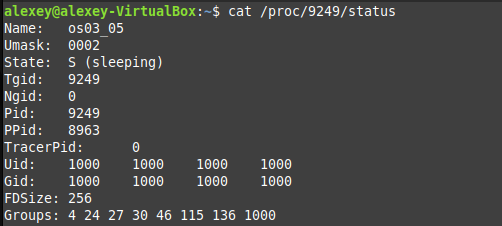 alexey@alexey-VirtualBox:~$ cat /proc/9249/status
Name:   os03_05
Umask:  0002
State:  S (sleeping)
Tgid:   9249
Ngid:   0
Pid:    9249
PPid:   8963
TracerPid:      0
Uid:    1000    1000    1000    1000
Gid:    1000    1000    1000    1000
FDSize: 256
Groups: 4 24 27 30 46 115 136 1000